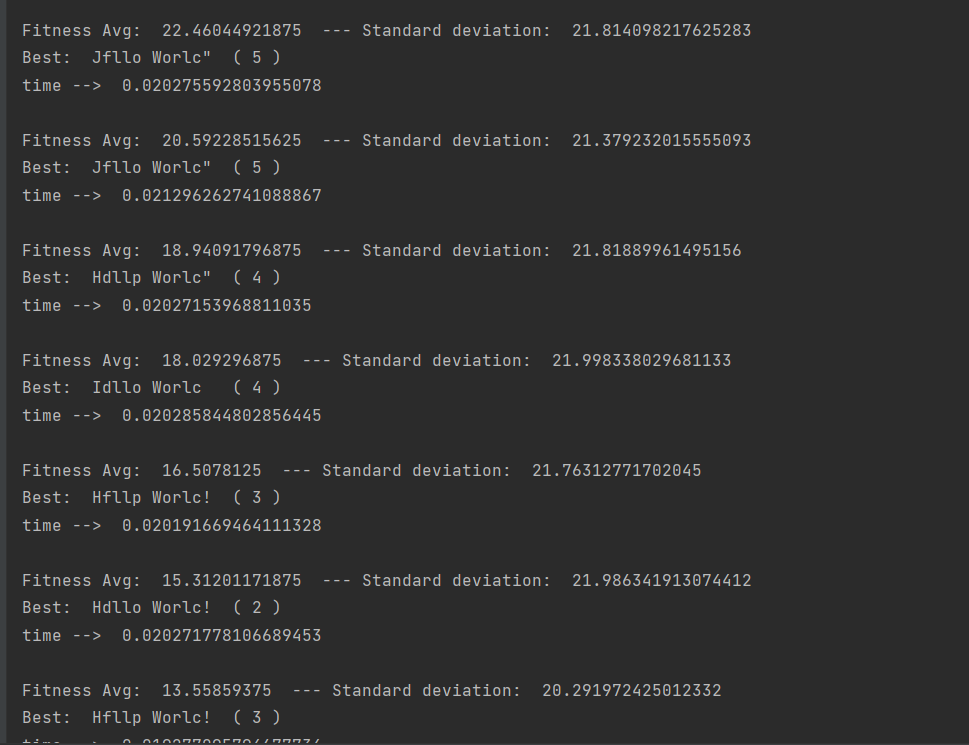 Fitness Avg:  22.46044921875  --- Standard deviation:  21.814098217625283
Best:  Jfllo Worlc"  ( 5 )
time -->  0.020275592803955078
Fitness Avg:  20.59228515625  --- Standard deviation:  21.379232015555093
Best:  Jfllo Worlc"  ( 5 )
time -->  0.021296262741088867
Fitness Avg:  18.94091796875  --- Standard deviation:  21.81889961495156
Best:  Hdllp Worlc"  ( 4 )
time -->  0.02027153968811035
Fitness Avg:  18.029296875  --- Standard deviation:  21.998338029681133
Best:  Idllo Worlc   ( 4 )
time -->  0.020285844802856445
Fitness Avg:  16.5078125  --- Standard deviation:  21.76312771702045
Best:  Hfllp Worlc!  ( 3 )
time -->  0.020191669464111328
Fitness Avg:  15.31201171875  --- Standard deviation:  21.986341913074412
Best:  Hdllo Worlc!  ( 2 )
time -->  0.020271778106689453
Fitness Avg:  13.55859375  --- Standard deviation:  20.291972425012332
Best:  Hfllp Worlc!  ( 3 )
time -->